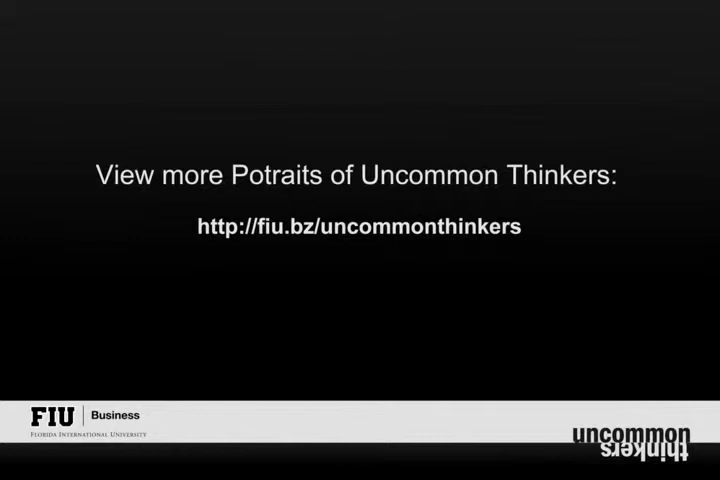 View more Potraits of Uncommon Thinkers:
http://fiu.bz/uncommonthinkers
FIU Business
FLORIDA INTERNATIONAL UNIVERSITY
uncommon
thinkers